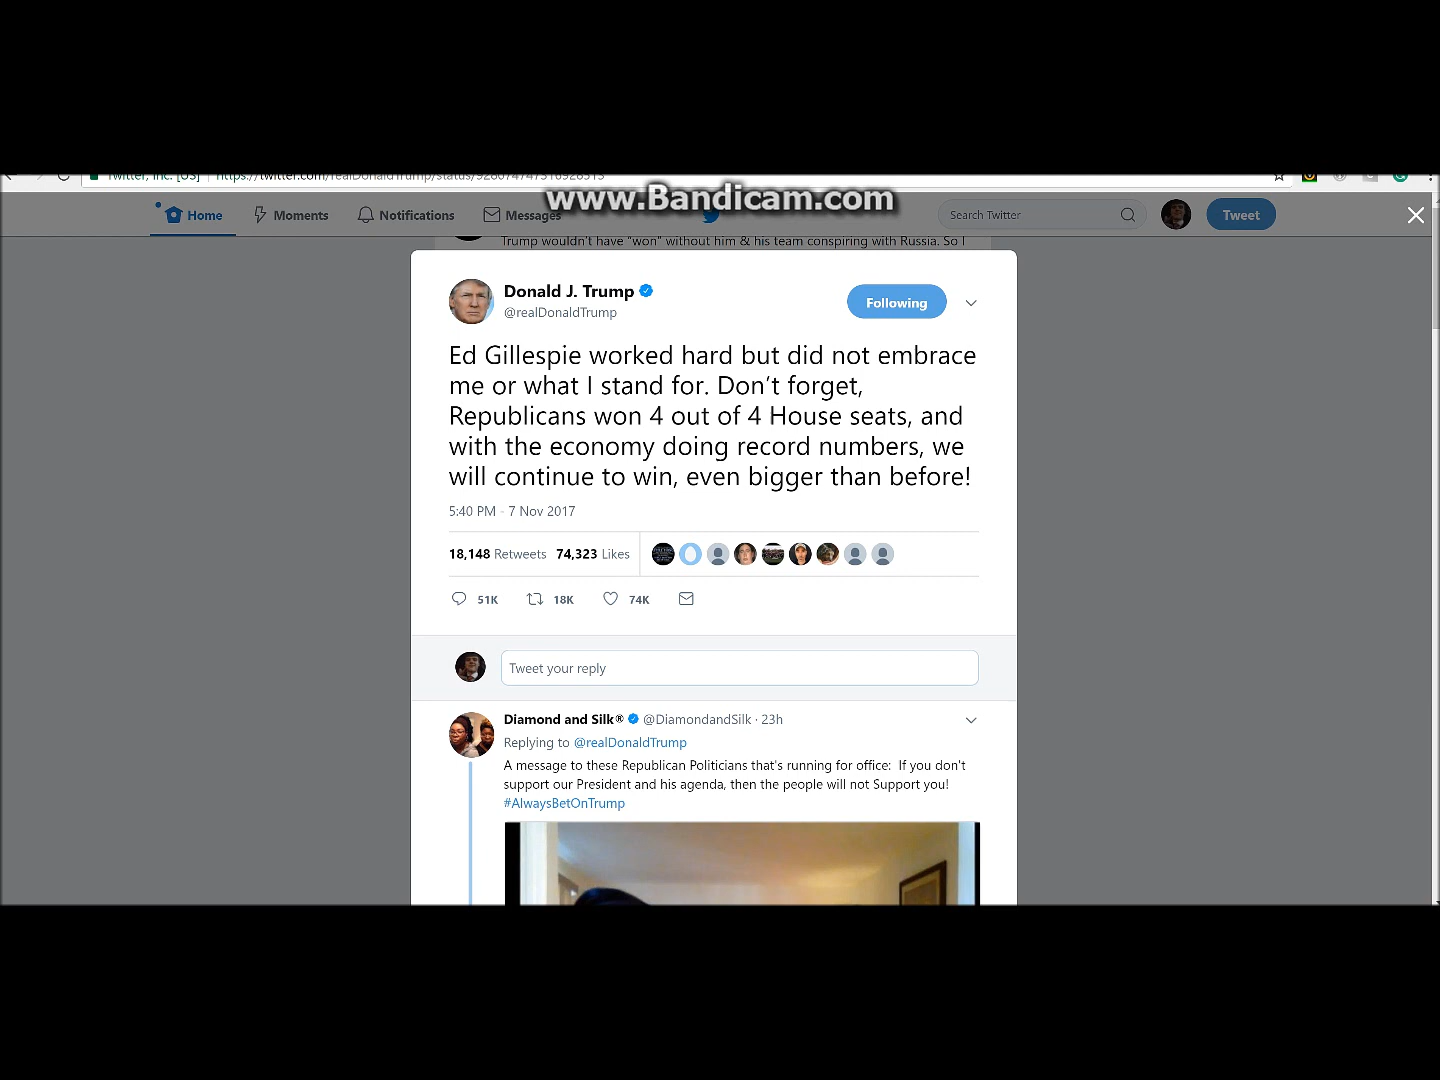 Twitter, Inc. [US] https://twitter.com/realDonaldTrump/status/928074747316928513
www.Bandicam.com
Home Moments Notifications Messages Search Twitter Tweet
Trump wouldn't have "won" without him & his team conspiring with Russia. So I
Donald J. Trump
@realDonaldTrump
Following
Ed Gillespie worked hard but did not embrace
me or what I stand for. Don't forget,
Republicans won 4 out of 4 House seats, and
with the economy doing record numbers, we
will continue to win, even bigger than before!
5:40 PM - 7 Nov 2017
18,148 Retweets 74,323 Likes
51K 18K 74K
Tweet your reply
Diamond and Silk® @DiamondandSilk · 23h
Replying to @realDonaldTrump
A message to these Republican Politicians that's running for office: If you don't
support our President and his agenda, then the people will not Support you!
#AlwaysBetOnTrump